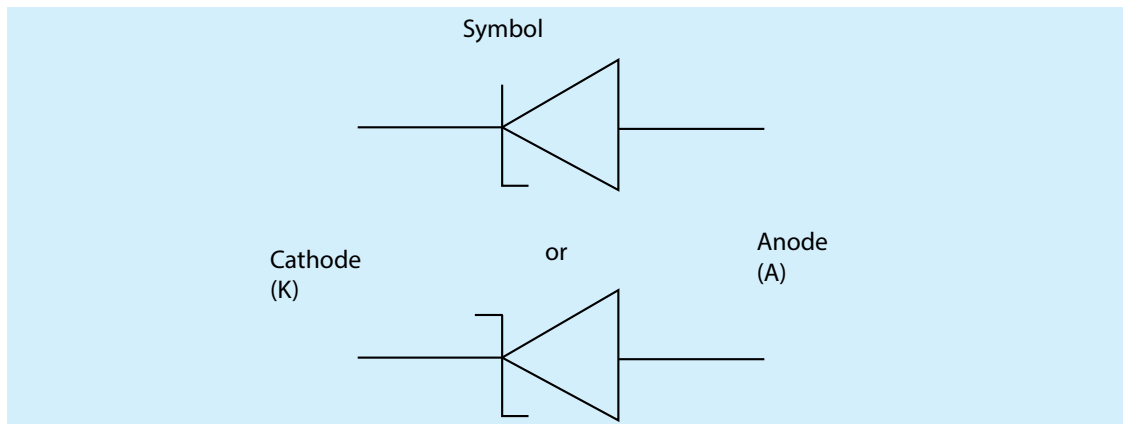 Symbol
Cathode
(K)
or
Anode
(A)